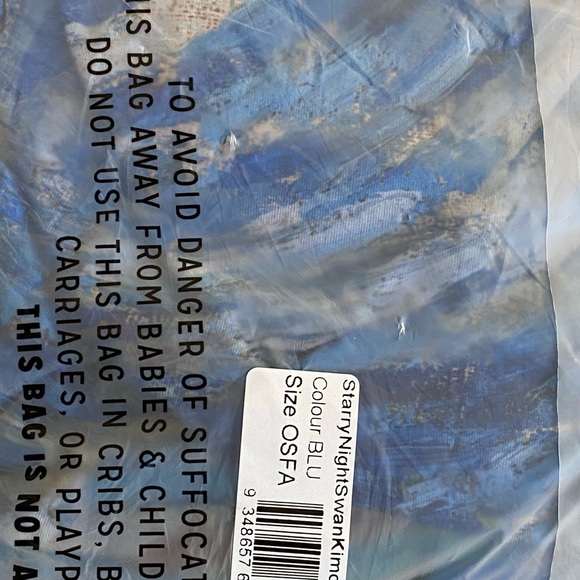 TO AVOID DANGER OF SUFFOCAT
HIS BAG AWAY FROM BABIES & CHILD
DO NOT USE THIS BAG IN CRIBS, B
CARRIAGES, OR PLAYP
THIS BAG IS NOT A
StarryNightSwanKimo
Colour BLU
Size OSFA
9 348657 6